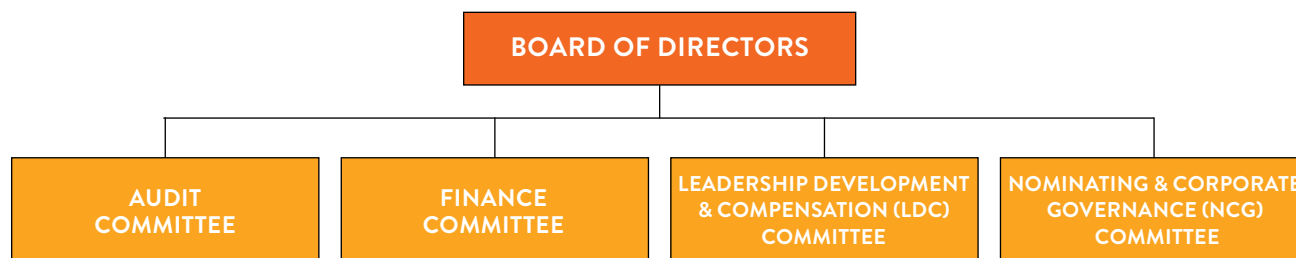 BOARD OF DIRECTORS
AUDIT
COMMITTEE
FINANCE
COMMITTEE
LEADERSHIP DEVELOPMENT
& COMPENSATION (LDC)
COMMITTEE
NOMINATING & CORPORATE
GOVERNANCE (NCG)
COMMITTEE